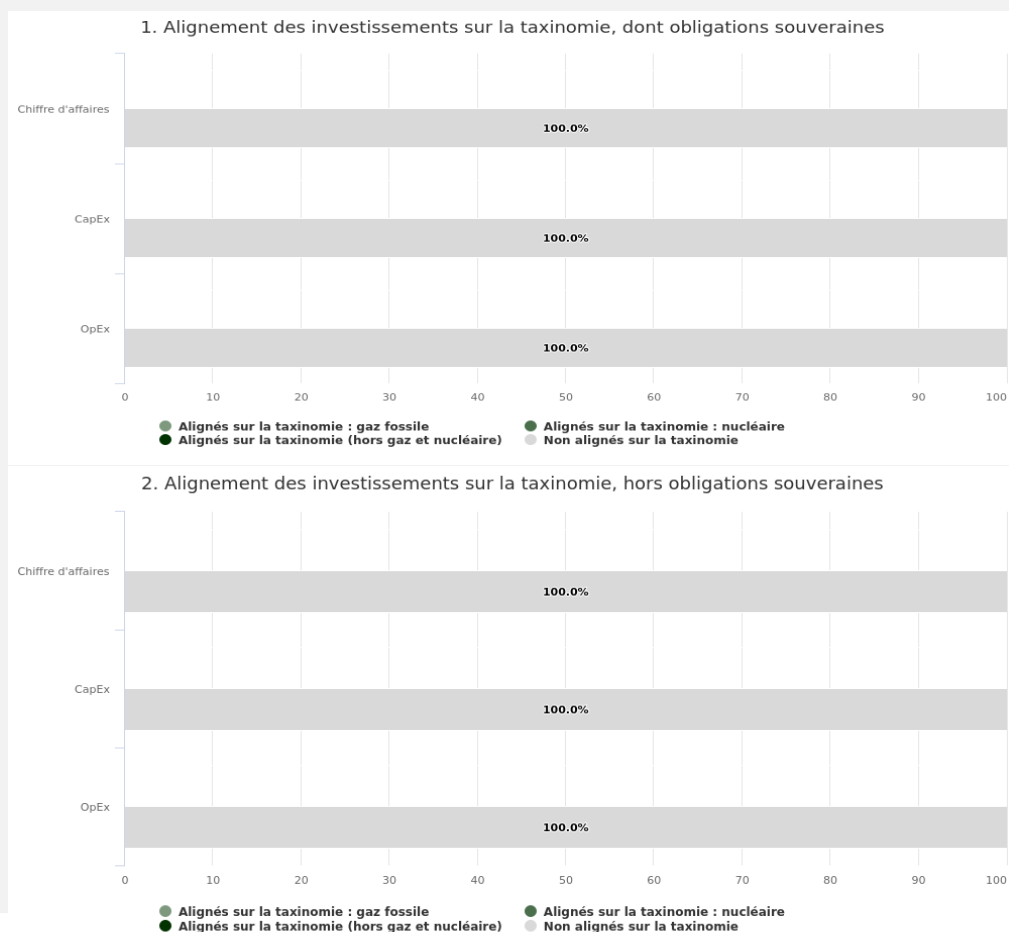 1. Alignement des investissements sur la taxinomie, dont obligations souveraines
Chiffre d'affaires
100.0%
CapEx
100.0%
OpEx
100.0%
0 10 20 30 40 50 60 70 80 90 100
Alignés sur la taxinomie : gaz fossile Alignés sur la taxinomie : nucléaire
Alignés sur la taxinomie (hors gaz et nucléaire) Non alignés sur la taxinomie
2. Alignement des investissements sur la taxinomie, hors obligations souveraines
Chiffre d'affaires
100.0%
CapEx
100.0%
OpEx
100.0%
0 10 20 30 40 50 60 70 80 90 100
Alignés sur la taxinomie : gaz fossile Alignés sur la taxinomie : nucléaire
Alignés sur la taxinomie (hors gaz et nucléaire) Non alignés sur la taxinomie